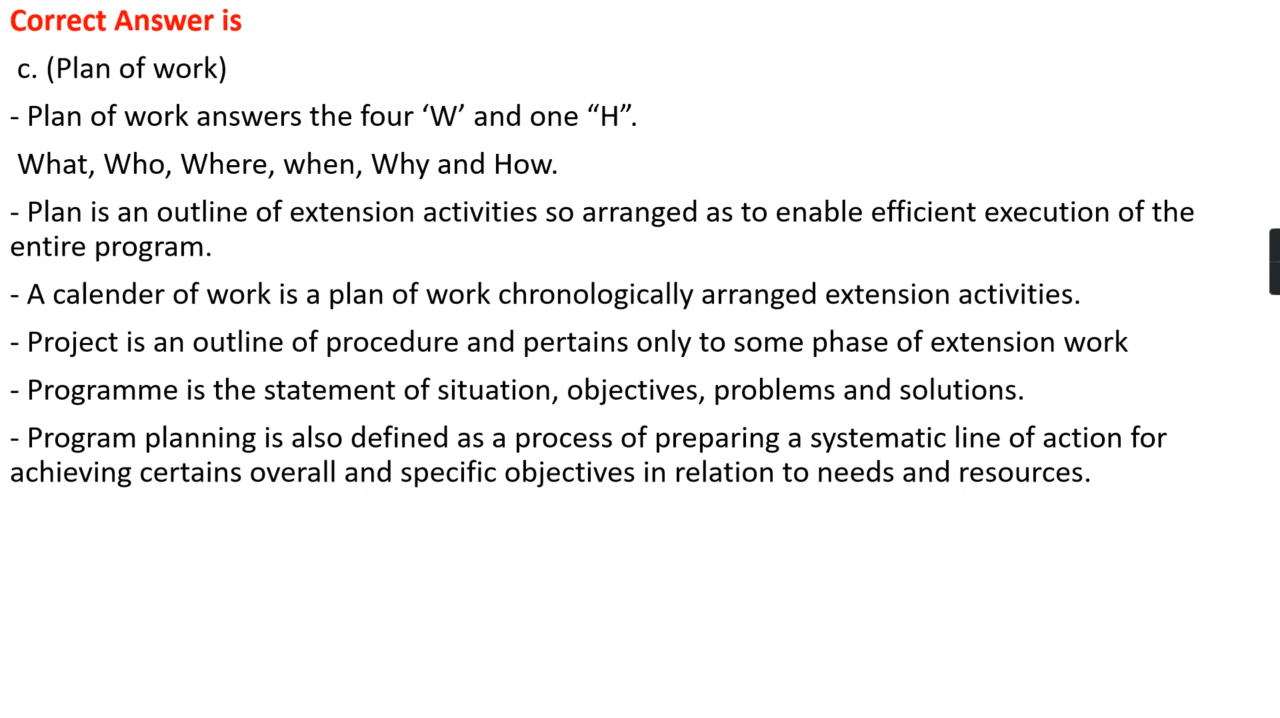 Correct Answer is
c. (Plan of work)
- Plan of work answers the four ‘W’ and one “H”.
What, Who, Where, when, Why and How.
- Plan is an outline of extension activities so arranged as to enable efficient execution of the
entire program.
- A calender of work is a plan of work chronologically arranged extension activities.
- Project is an outline of procedure and pertains only to some phase of extension work
- Programme is the statement of situation, objectives, problems and solutions.
- Program planning is also defined as a process of preparing a systematic line of action for
achieving certains overall and specific objectives in relation to needs and resources.